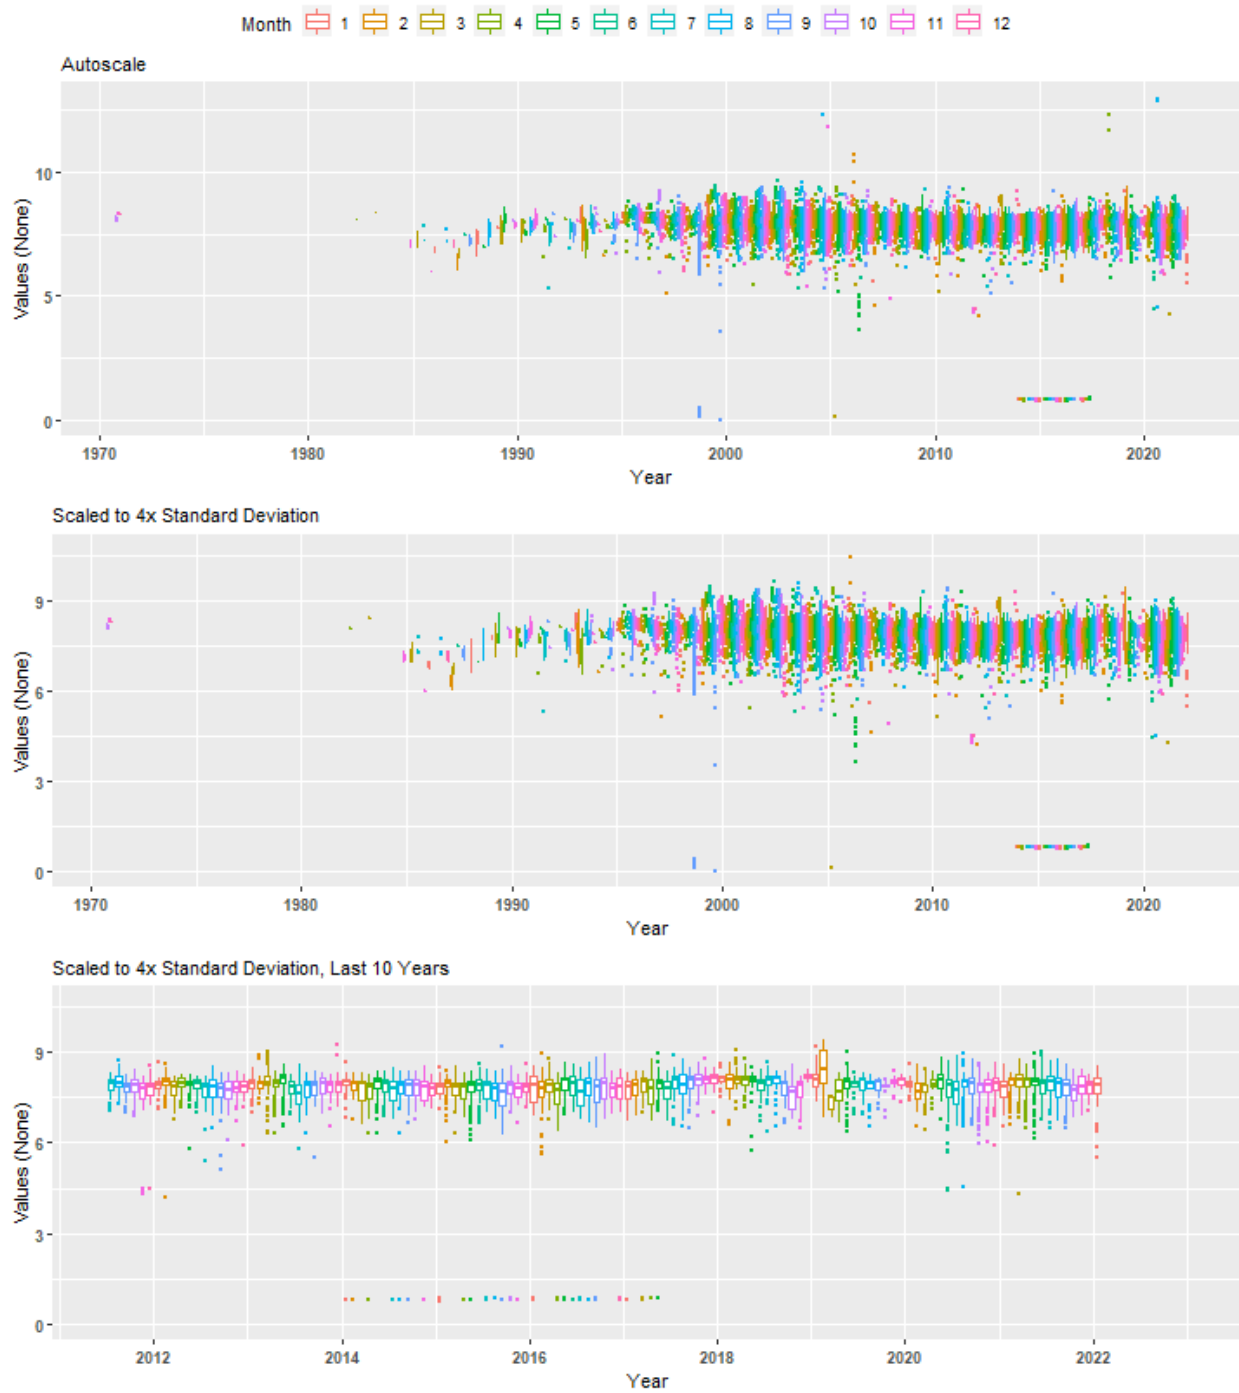 Month 1 2 3 4 5 6 7 8 9 10 11 12
Autoscale
10
5
0
Values (None)
1970 1980 1990 2000 2010 2020
Year
Scaled to 4x Standard Deviation
9
6
3
0
Values (None)
1970 1980 1990 2000 2010 2020
Year
Scaled to 4x Standard Deviation, Last 10 Years
9
6
3
0
Values (None)
2012 2014 2016 2018 2020 2022
Year